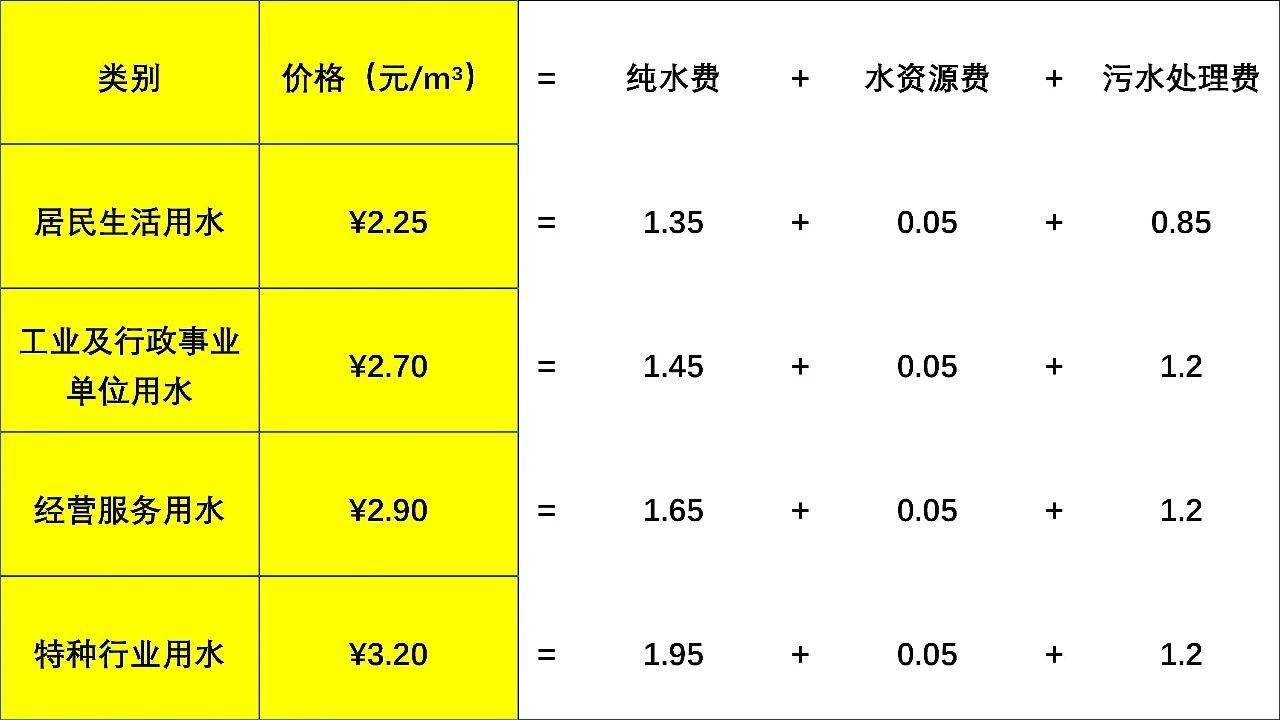 类别 价格（元/m³） = 纯水费 + 水资源费 + 污水处理费
居民生活用水 ¥2.25 = 1.35 + 0.05 + 0.85
工业及行政事业
单位用水 ¥2.70 = 1.45 + 0.05 + 1.2
经营服务用水 ¥2.90 = 1.65 + 0.05 + 1.2
特种行业用水 ¥3.20 = 1.95 + 0.05 + 1.2